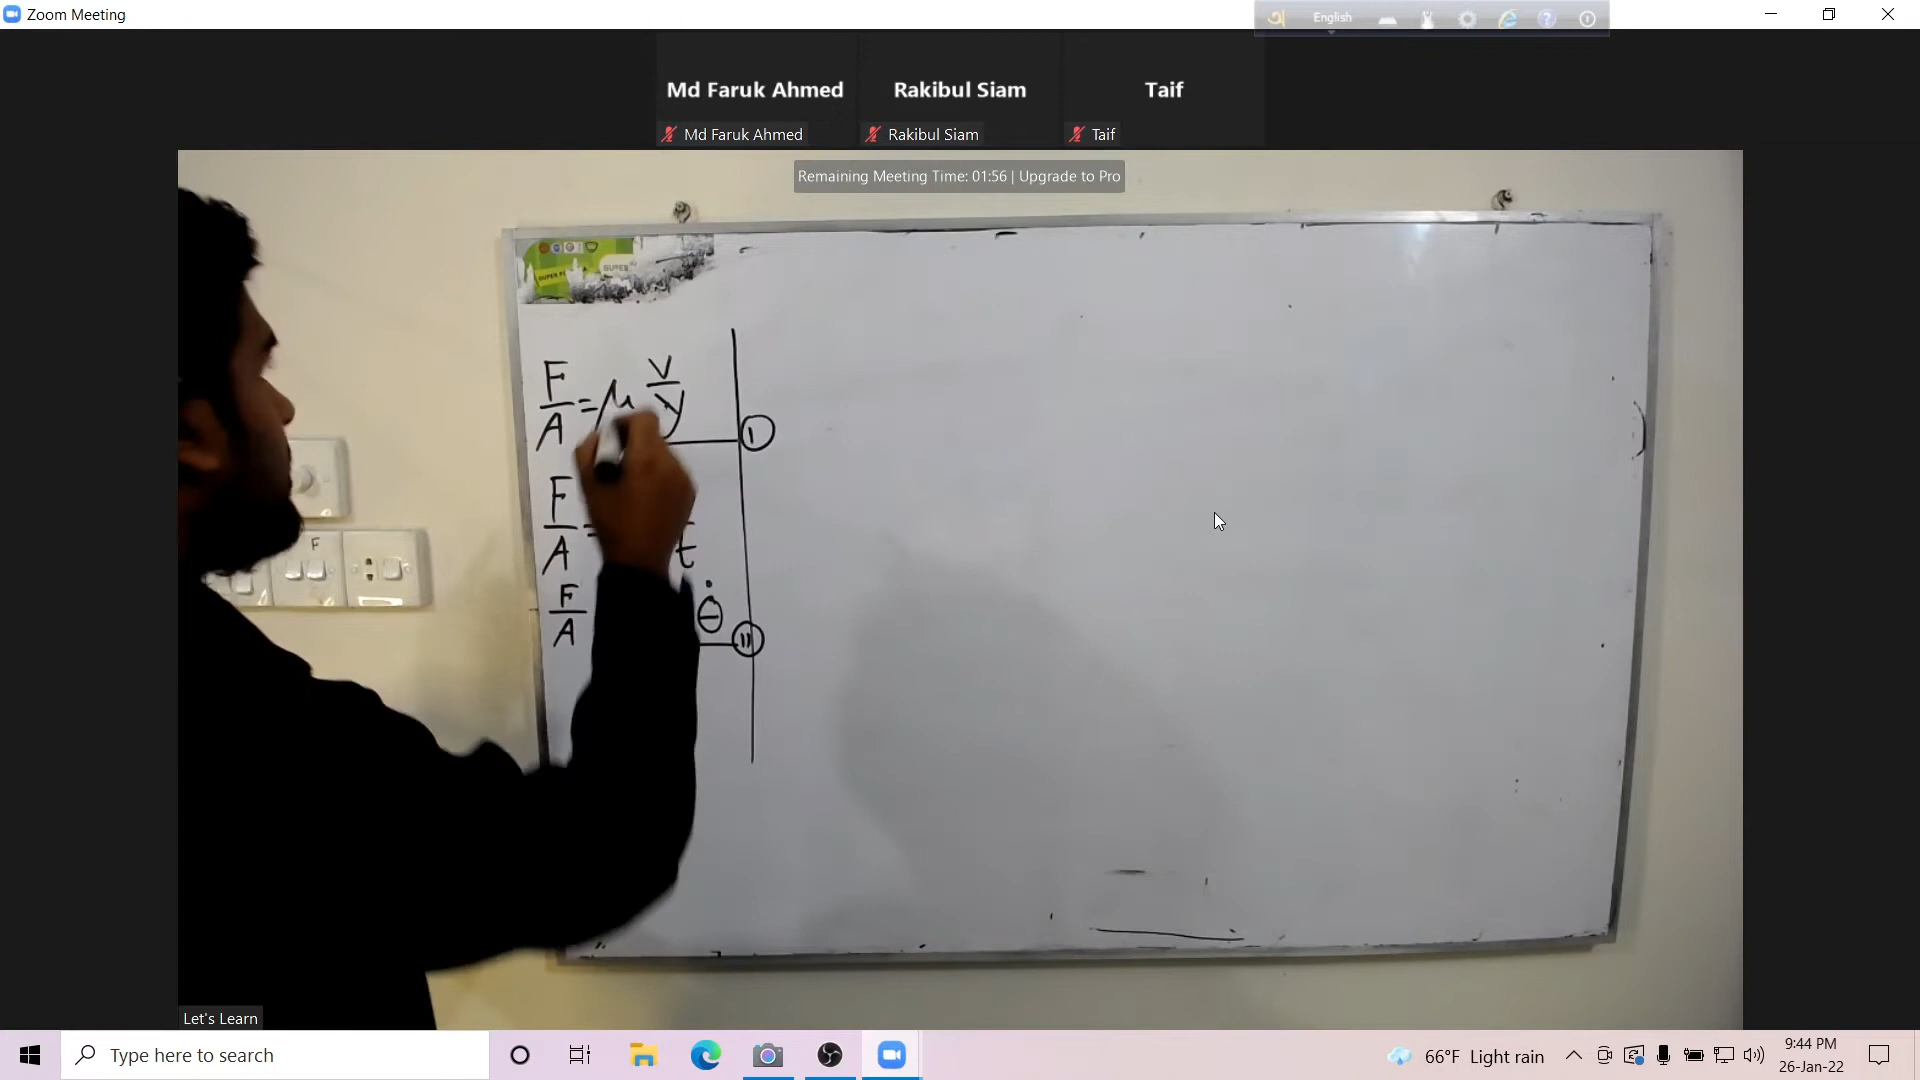 Zoom Meeting
English
Md Faruk Ahmed
Rakibul Siam
Taif
Md Faruk Ahmed
Rakibul Siam
Taif
Remaining Meeting Time: 01:56 | Upgrade to Pro
SUPER
F/A = μ V/y
I
F/A =
t
F/A
θ̇
II
F
Let's Learn
Type here to search
66°F Light rain
9:44 PM
26-Jan-22